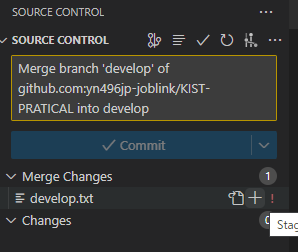 SOURCE CONTROL
SOURCE CONTROL
Merge branch 'develop' of
github.com:yn496jp-joblink/KIST-
PRATICAL into develop
Commit
Merge Changes 1
develop.txt !
Changes
Stag